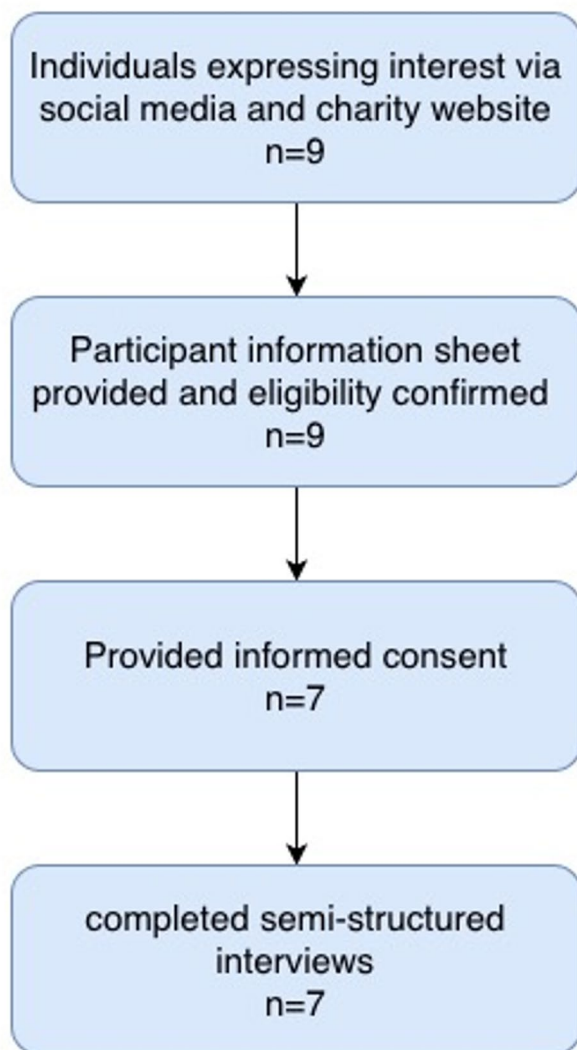 Individuals expressing interest via
social media and charity website
n=9
Participant information sheet
provided and eligibility confirmed
n=9
Provided informed consent
n=7
completed semi-structured
interviews
n=7